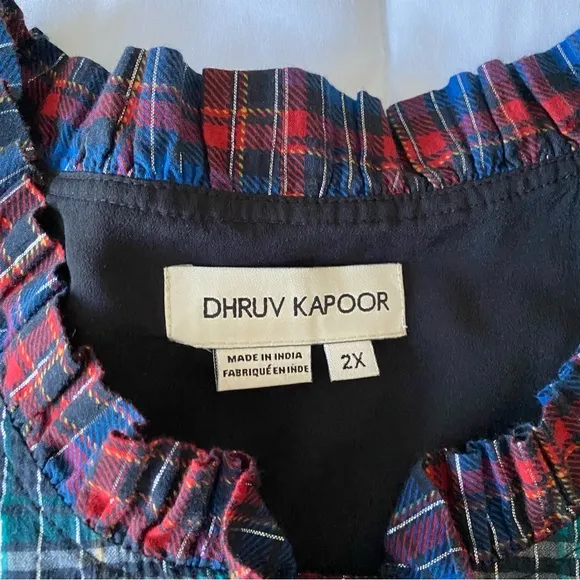 DHRUV KAPOOR
MADE IN INDIA
FABRIQUÉ EN INDE
2X